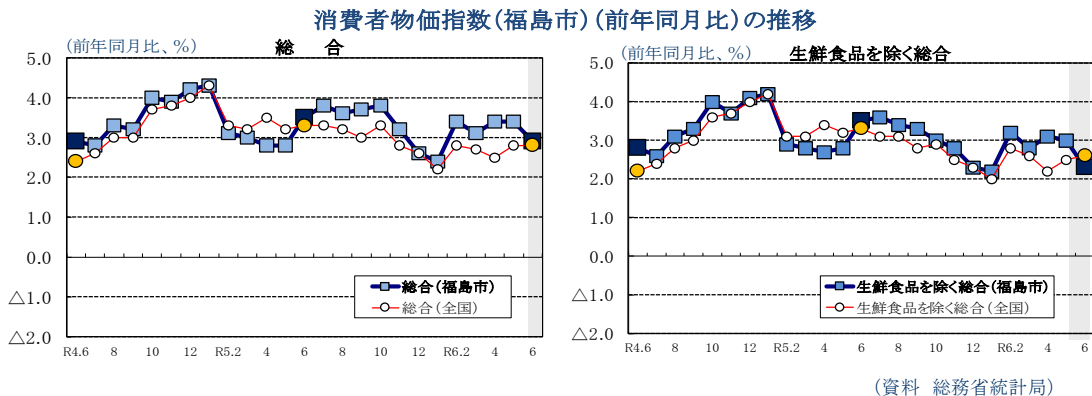 消費者物価指数（福島市）（前年同月比）の推移
（前年同月比、％）
総　合
5.0
4.0
3.0
2.0
1.0
0.0
△1.0
△2.0
総合（福島市）
総合（全国）
R4.6 8 10 12 R5.2 4 6 8 10 12 R6.2 4 6
（前年同月比、％）
生鮮食品を除く総合
5.0
4.0
3.0
2.0
1.0
0.0
△1.0
△2.0
生鮮食品を除く総合（福島市）
生鮮食品を除く総合（全国）
R4.6 8 10 12 R5.2 4 6 8 10 12 R6.2 4 6
（資料　総務省統計局）